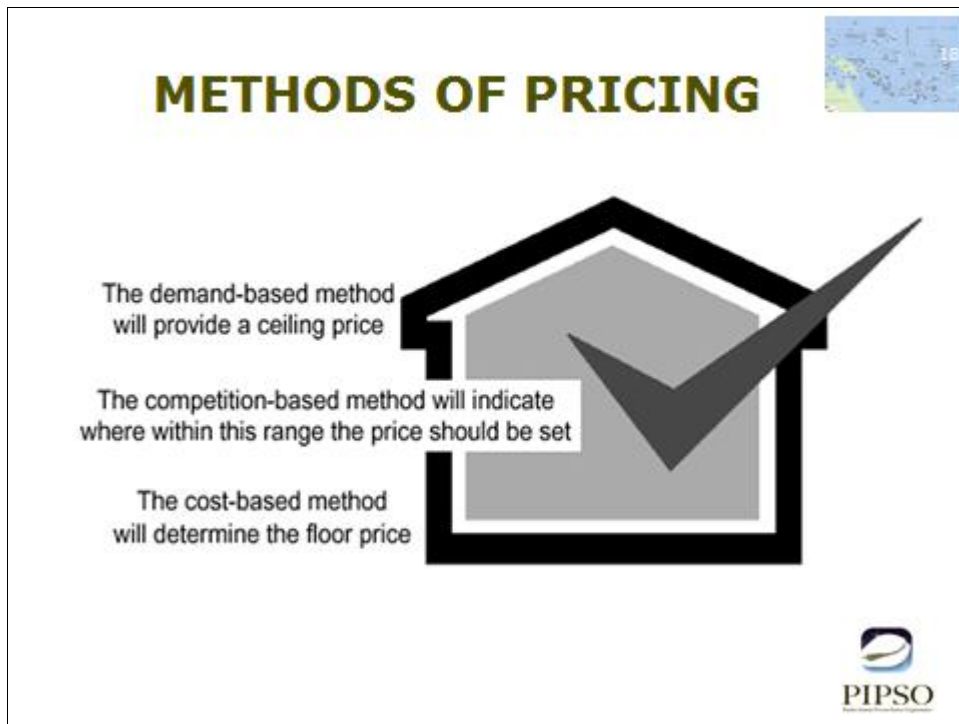 METHODS OF PRICING
The demand-based method
will provide a ceiling price
The competition-based method will indicate
where within this range the price should be set
The cost-based method
will determine the floor price
PIPSO